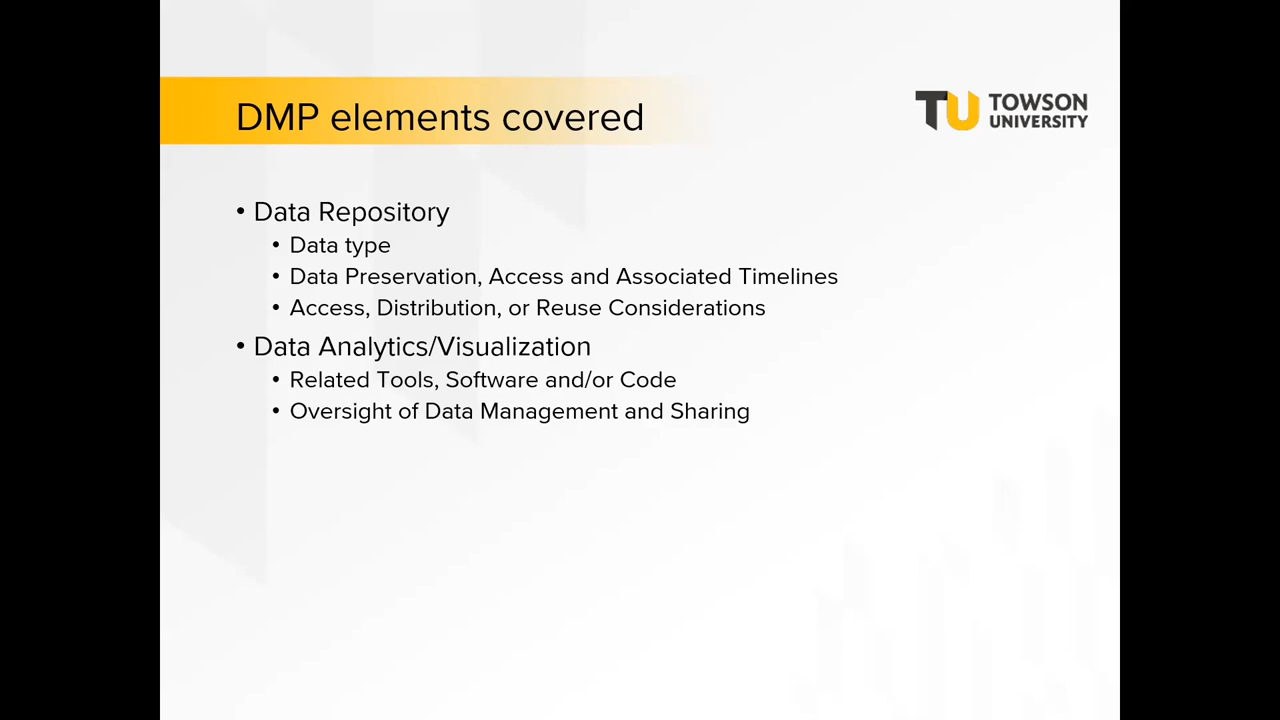 DMP elements covered
TU TOWSON
UNIVERSITY
• Data Repository
• Data type
• Data Preservation, Access and Associated Timelines
• Access, Distribution, or Reuse Considerations
• Data Analytics/Visualization
• Related Tools, Software and/or Code
• Oversight of Data Management and Sharing